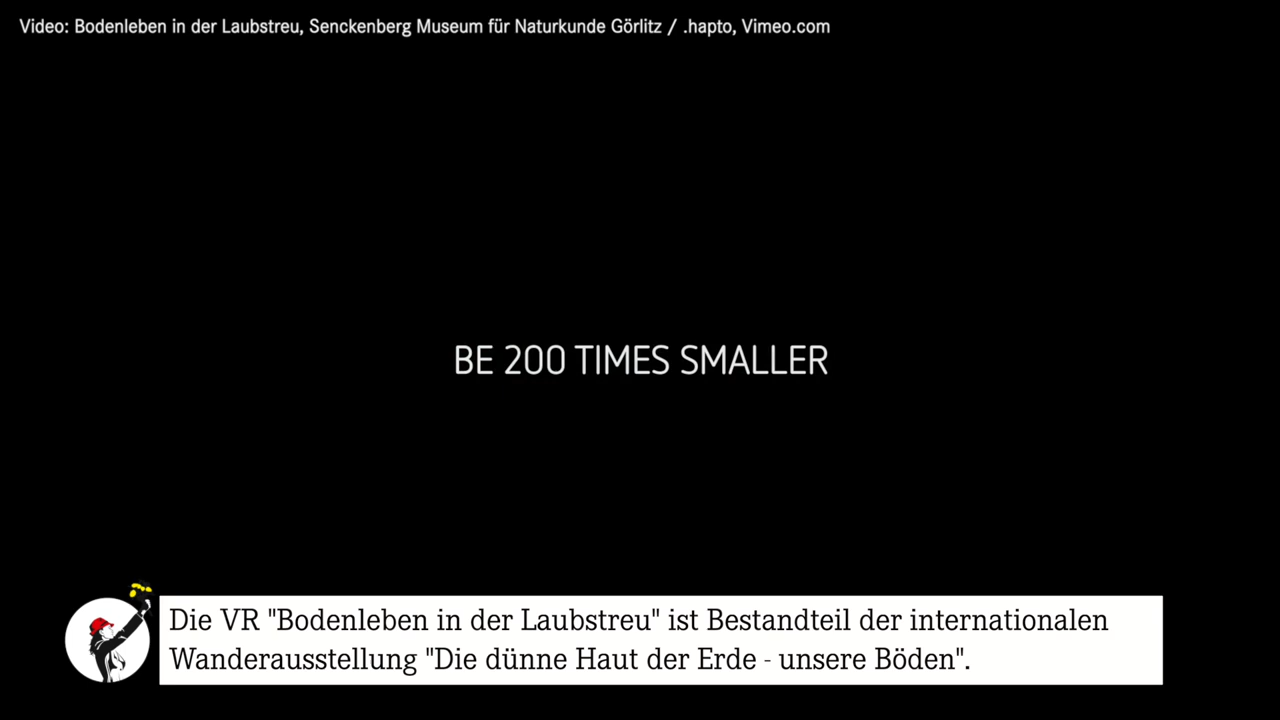 Video: Bodenleben in der Laubstreu, Senckenberg Museum für Naturkunde Görlitz / .hapto, Vimeo.com
BE 200 TIMES SMALLER
Die VR "Bodenleben in der Laubstreu" ist Bestandteil der internationalen
Wanderausstellung "Die dünne Haut der Erde - unsere Böden".